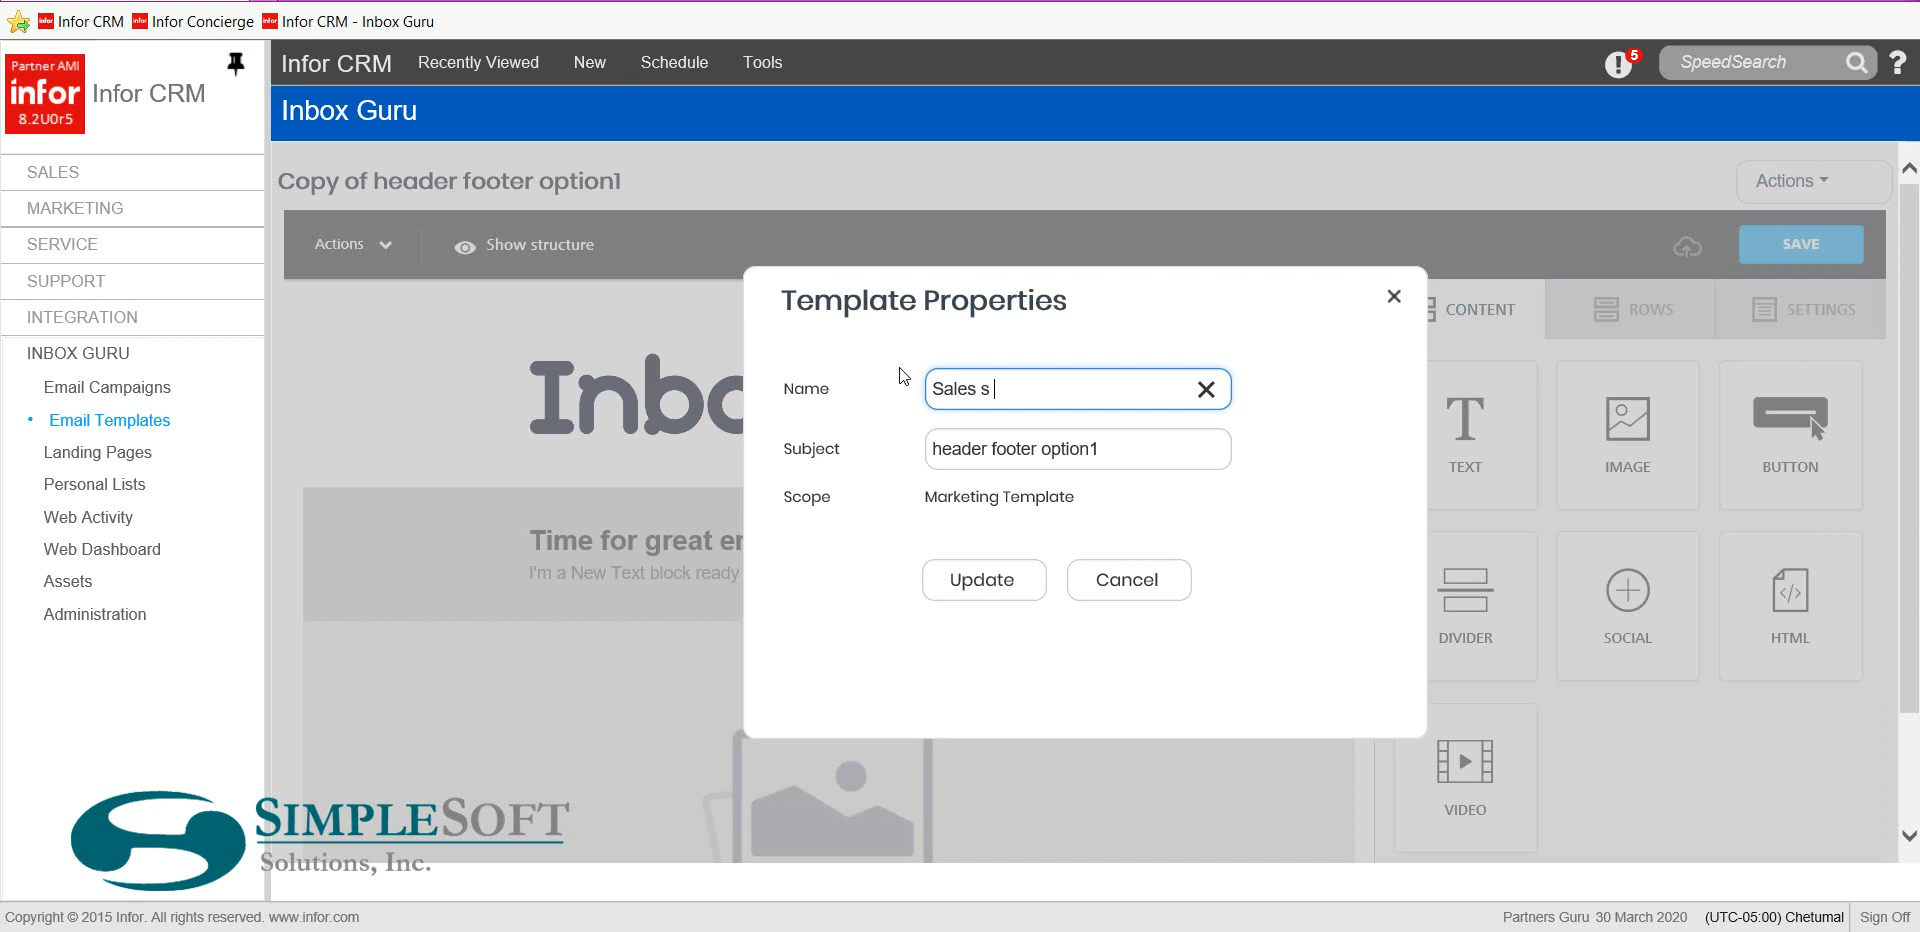 Infor CRM Infor Concierge Infor CRM - Inbox Guru
Partner AMI
infor
8.2U0r5
Infor CRM
Infor CRM Recently Viewed New Schedule Tools
5
SpeedSearch
?
Inbox Guru
SALES
MARKETING
SERVICE
SUPPORT
INTEGRATION
INBOX GURU
Email Campaigns
• Email Templates
Landing Pages
Personal Lists
Web Activity
Web Dashboard
Assets
Administration
Copy of header footer option1
Actions
Actions
Show structure
SAVE
CONTENT
ROWS
SETTINGS
Inbo
Time for great er
I'm a New Text block ready
Template Properties
Name
Sales s
Subject
header footer option1
Scope
Marketing Template
Update
Cancel
TEXT
IMAGE
BUTTON
DIVIDER
SOCIAL
HTML
VIDEO
SIMPLESOFT
Solutions, Inc.
Copyright © 2015 Infor. All rights reserved. www.infor.com
Partners Guru 30 March 2020 (UTC-05:00) Chetumal Sign Off